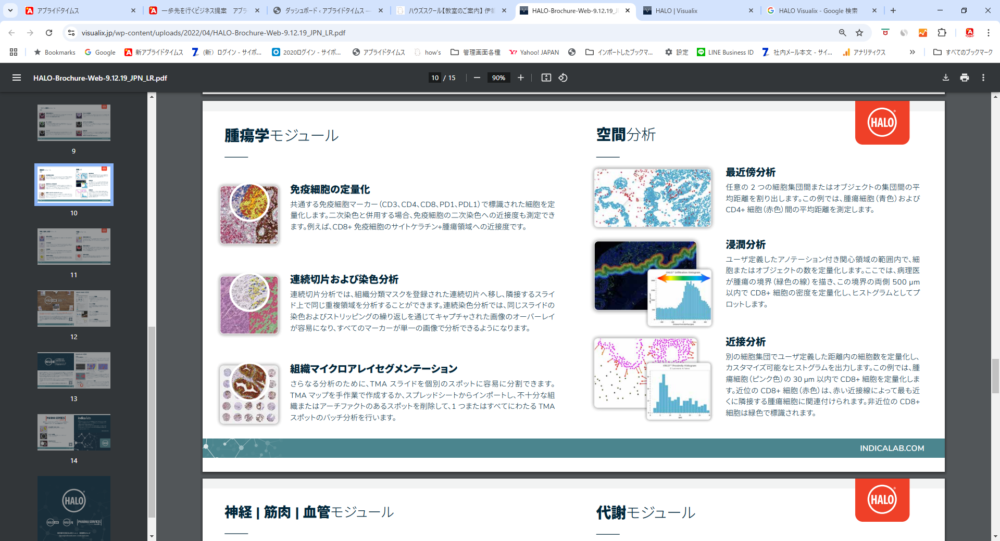 アプライドタイムス
一歩先を行くビジネス提案 アプラ
ダッシュボード ‹ アプライドタイムス —
ハウズスクール【教室のご案内】 伊都
HALO-Brochure-Web-9.12.19_J
HALO | Visualix
HALO Visualix - Google 検索
visualix.jp/wp-content/uploads/2022/04/HALO-Brochure-Web-9.12.19_JPN_LR.pdf
Bookmarks
Google
新アプライドタイムス
（新）ログイン - サイボ...
2020ログイン - サイボ...
アプライドタイムス
how's
管理画面各種
Yahoo! JAPAN
インポートしたブックマ...
設定
LINE Business ID
社内メール本文 - サイ...
アナリティクス
すべてのブックマーク
HALO-Brochure-Web-9.12.19_JPN_LR.pdf
10 / 15
90%
9
10
11
12
13
14
HALO
PHARMA SERVICES
indica labs
腫瘍学モジュール
免疫細胞の定量化
共通する免疫細胞マーカー（CD3、CD4、CD8、PD1、PDL1）で標識された細胞を定
量化します。二次染色と併用する場合、免疫細胞の二次染色への近接度も測定でき
ます。例えば、CD8+ 免疫細胞のサイトケラチン+腫瘍領域への近接度です。
連続切片および染色分析
連続切片分析では、組織分類マスクを登録された連続切片へ移し、隣接するスライ
ド上で同じ重複領域を分析することができます。連続染色分析では、同じスライドの
染色およびストリッピングの繰り返しを通じてキャプチャされた画像のオーバーレイ
が容易になり、すべてのマーカーが単一の画像で分析できるようになります。
組織マイクロアレイセグメンテーション
さらなる分析のために、TMA スライドを個別のスポットに容易に分割できます。
TMA マップを手作業で作成するか、スプレッドシートからインポートし、不十分な組
織またはアーチファクトのあるスポットを削除して、1 つまたはすべてにわたる TMA
スポットのバッチ分析を行います。
空間分析
HALO
最近傍分析
任意の 2 つの細胞集団間またはオブジェクトの集団間の平
均距離を割り出します。この例では、腫瘍細胞（青色）および
CD4+ 細胞（赤色）間の平均距離を測定します。
浸潤分析
ユーザ定義したアノテーション付き関心領域の範囲内で、細
胞またはオブジェクトの数を定量化します。ここでは、病理医
が腫瘍の境界（緑色の線）を描き、この境界の両側 500 μm
以内で CD8+ 細胞の密度を定量化し、ヒストグラムとしてプ
ロットします。
HALO™ Infiltration Histogram
近接分析
別の細胞集団でユーザ定義した距離内の細胞数を定量化し、
カスタマイズ可能なヒストグラムを出力します。この例では、腫
瘍細胞（ピンク色）の 30 μm 以内で CD8+ 細胞を定量化しま
す。近位の CD8+ 細胞（赤色）は、赤い近接線によって最も近
くに隣接する腫瘍細胞に関連付けられます。非近位の CD8+
細胞は緑色で標識されます。
HALO™ Proximity Histogram
INDICALAB.COM
神経 | 筋肉 | 血管モジュール
代謝モジュール
HALO